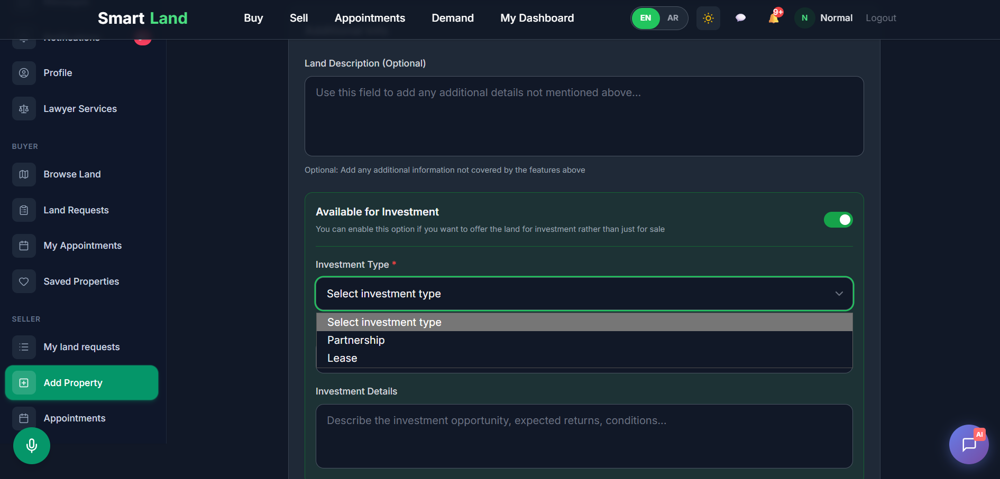 Smart Land
Buy
Sell
Appointments
Demand
My Dashboard
EN
AR
9+
N
Normal
Logout
Notifications
Profile
Lawyer Services
BUYER
Browse Land
Land Requests
My Appointments
Saved Properties
SELLER
My land requests
Add Property
Appointments
Land Description (Optional)
Use this field to add any additional details not mentioned above...
Optional: Add any additional information not covered by the features above
Available for Investment
You can enable this option if you want to offer the land for investment rather than just for sale
Investment Type *
Select investment type
Select investment type
Partnership
Lease
Investment Details
Describe the investment opportunity, expected returns, conditions...
AI